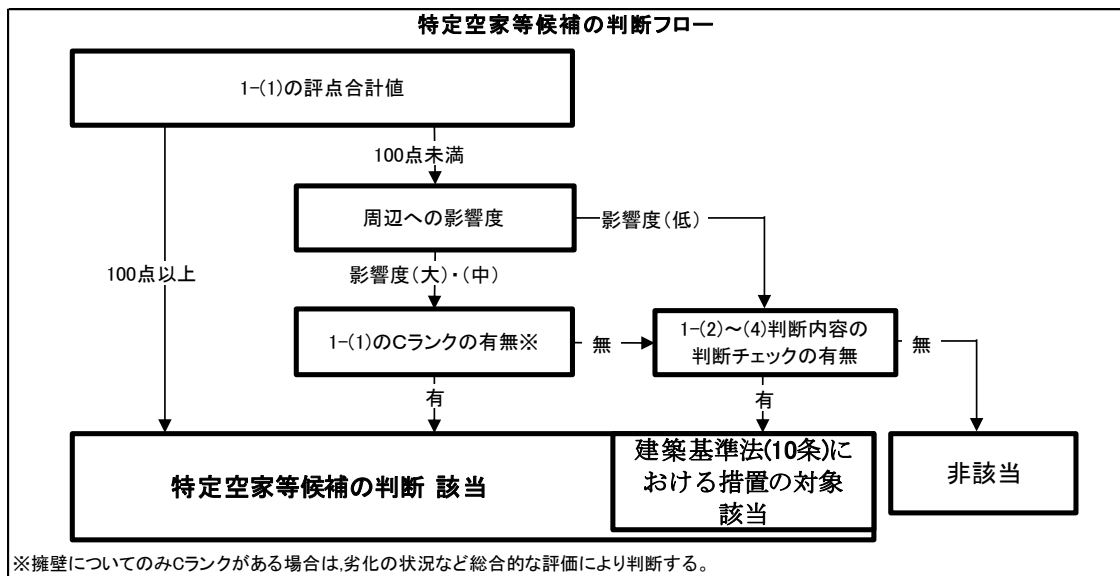 特定空家等候補の判断フロー
1-(1)の評点合計値
100点未満
周辺への影響度
影響度(低)
100点以上
影響度(大)・(中)
1-(1)のCランクの有無※
無
1-(2)～(4)判断内容の
判断チェックの有無
無
有
有
特定空家等候補の判断 該当
建築基準法(10条)に
おける措置の対象
該当
非該当
※擁壁についてのみCランクがある場合は,劣化の状況など総合的な評価により判断する。